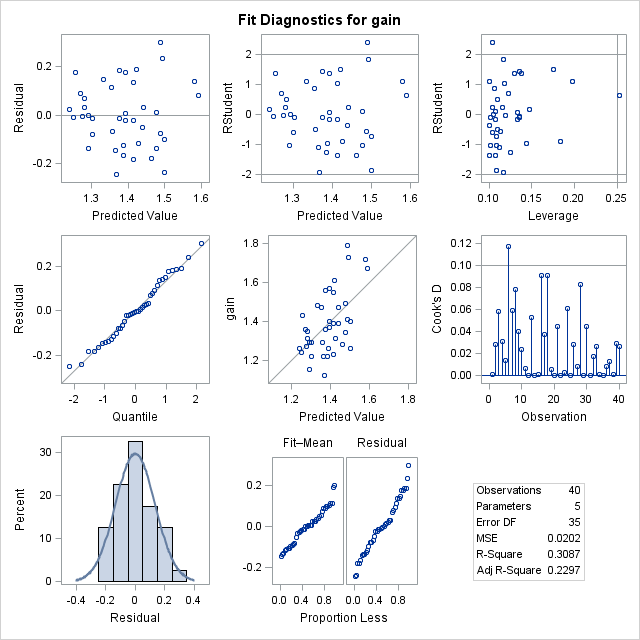 Fit Diagnostics for gain
Residual
0.2
0.0
-0.2
1.3 1.4 1.5 1.6
Predicted Value
RStudent
2
1
0
-1
-2
1.3 1.4 1.5 1.6
Predicted Value
RStudent
2
1
0
-1
-2
0.10 0.15 0.20 0.25
Leverage
Residual
0.2
0.0
-0.2
-2 -1 0 1 2
Quantile
gain
1.8
1.6
1.4
1.2
1.2 1.4 1.6 1.8
Predicted Value
Cook's D
0.12
0.10
0.08
0.06
0.04
0.02
0.00
0 10 20 30 40
Observation
Percent
30
20
10
0
-0.4 -0.2 0 0.2 0.4
Residual
Fit–Mean Residual
0.2
0.0
-0.2
0.0 0.4 0.8 0.0 0.4 0.8
Proportion Less
Observations 40
Parameters 5
Error DF 35
MSE 0.0202
R-Square 0.3087
Adj R-Square 0.2297